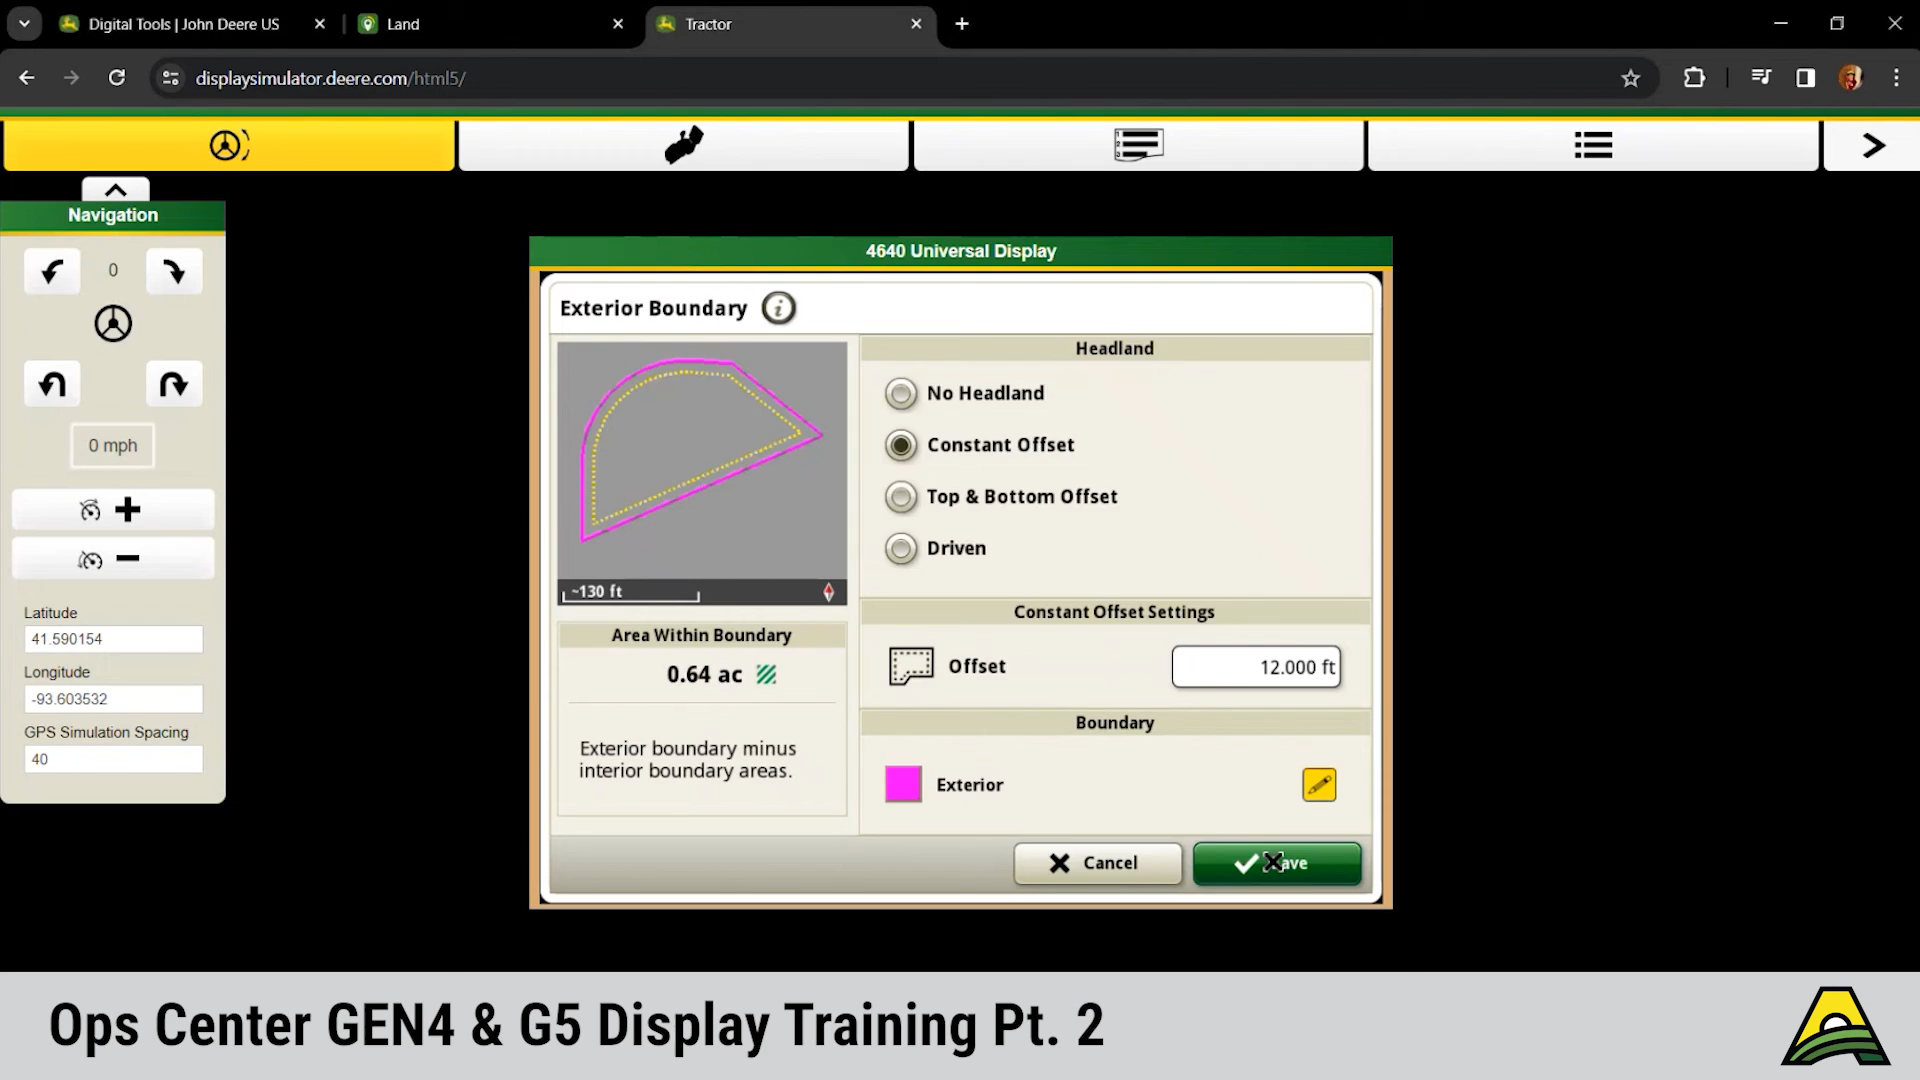 Digital Tools | John Deere US
Land
Tractor
displaysimulator.deere.com/html5/
Navigation
0
0 mph
Latitude
41.590154
Longitude
-93.603532
GPS Simulation Spacing
40
4640 Universal Display
Exterior Boundary
~130 ft
Area Within Boundary
0.64 ac
Exterior boundary minus
interior boundary areas.
Headland
No Headland
Constant Offset
Top & Bottom Offset
Driven
Constant Offset Settings
Offset
12.000 ft
Boundary
Exterior
Cancel
Save
Ops Center GEN4 & G5 Display Training Pt. 2